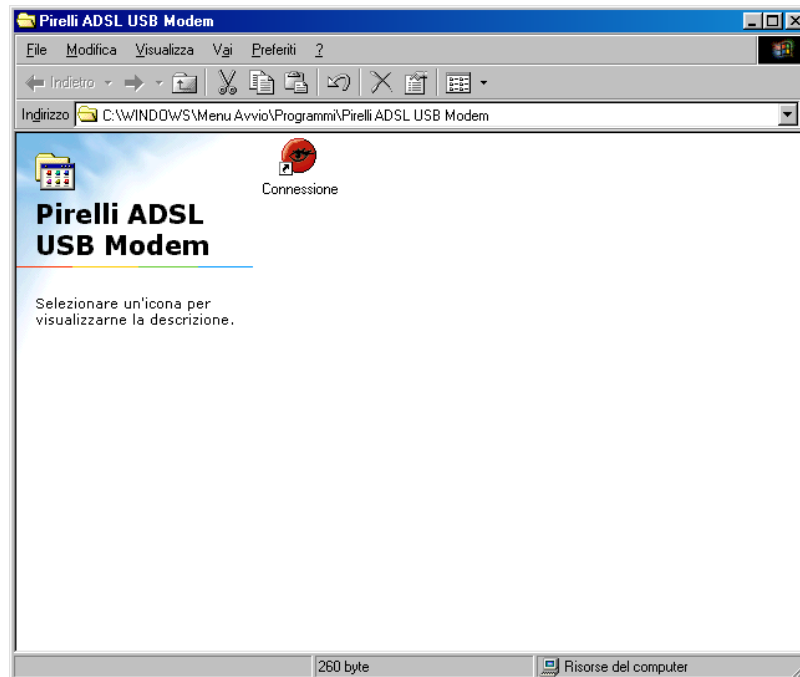 Pirelli ADSL USB Modem
File Modifica Visualizza Vai Preferiti ?
Indietro
Indirizzo C:\WINDOWS\Menu Avvio\Programmi\Pirelli ADSL USB Modem
Connessione
Pirelli ADSL
USB Modem
Selezionare un'icona per
visualizzarne la descrizione.
260 byte Risorse del computer